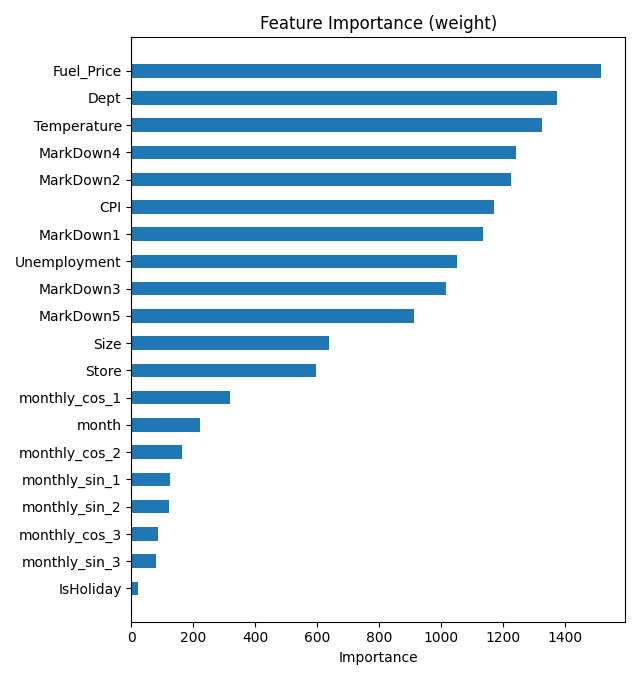 Feature Importance (weight)
Fuel_Price
Dept
Temperature
MarkDown4
MarkDown2
CPI
MarkDown1
Unemployment
MarkDown3
MarkDown5
Size
Store
monthly_cos_1
month
monthly_cos_2
monthly_sin_1
monthly_sin_2
monthly_cos_3
monthly_sin_3
IsHoliday
0 200 400 600 800 1000 1200 1400
Importance